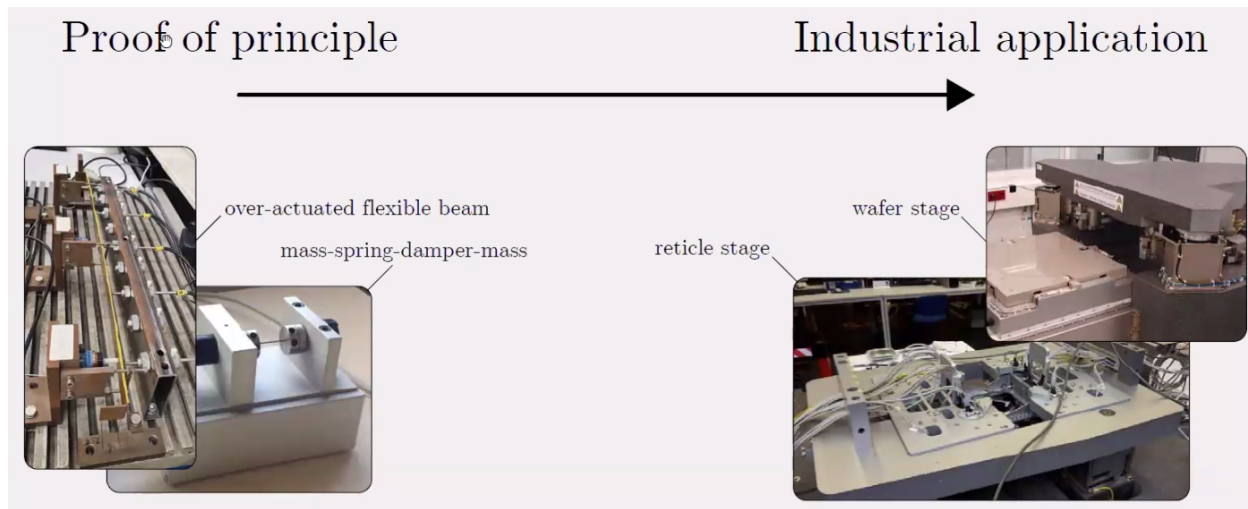 Proof of principle
Industrial application
over-actuated flexible beam
mass-spring-damper-mass
wafer stage
reticle stage